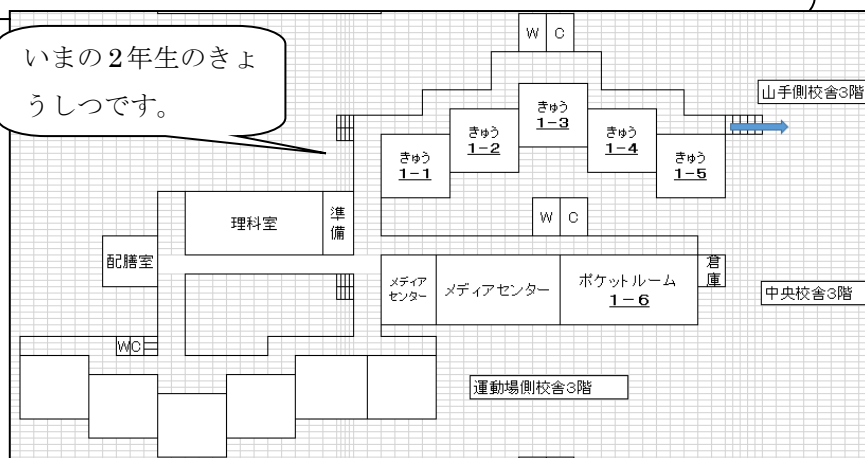 いまの2年生のきょ
うしつです。
W C
山手側校舎3階
きゅう
1-3
きゅう
1-2
きゅう
1-4
きゅう
1-1
きゅう
1-5
W C
理科室
準
備
配膳室
メディア
センター
メディアセンター
ポケットルーム
1-6
倉
庫
中央校舎3階
WC
運動場側校舎3階